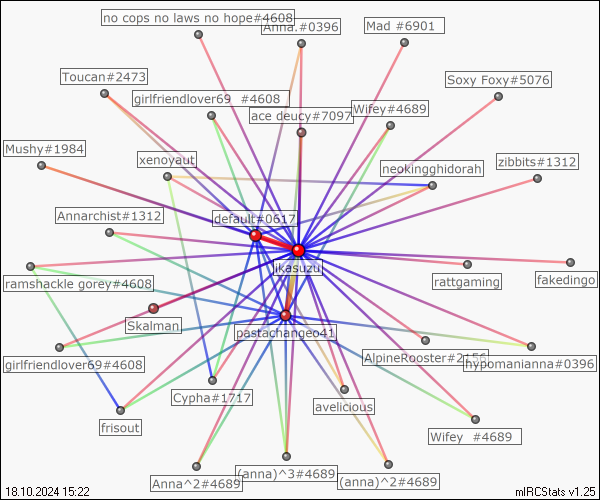 no cops no laws no hope#4608
Anna.#0396
Mad #6901
Toucan#2473
Soxy Foxy#5076
girlfriendlover69 #4608
ace deucy#7097
Wifey#4689
Mushy#1984
xenoyaut
neokingghidorah
zibbits#1312
Annarchist#1312
default#0617
jkasuzu
ramshackle gorey#4608
rattgaming
fakedingo
Skalman
pastachangeo41
girlfriendlover69#4608
AlpineRooster#2156
hypomanianna#0396
Cypha#1717
avelicious
frisout
Wifey #4689
Anna^2#4689
(anna)^3#4689
(anna)^2#4689
18.10.2024 15:22
mIRCStats v1.25